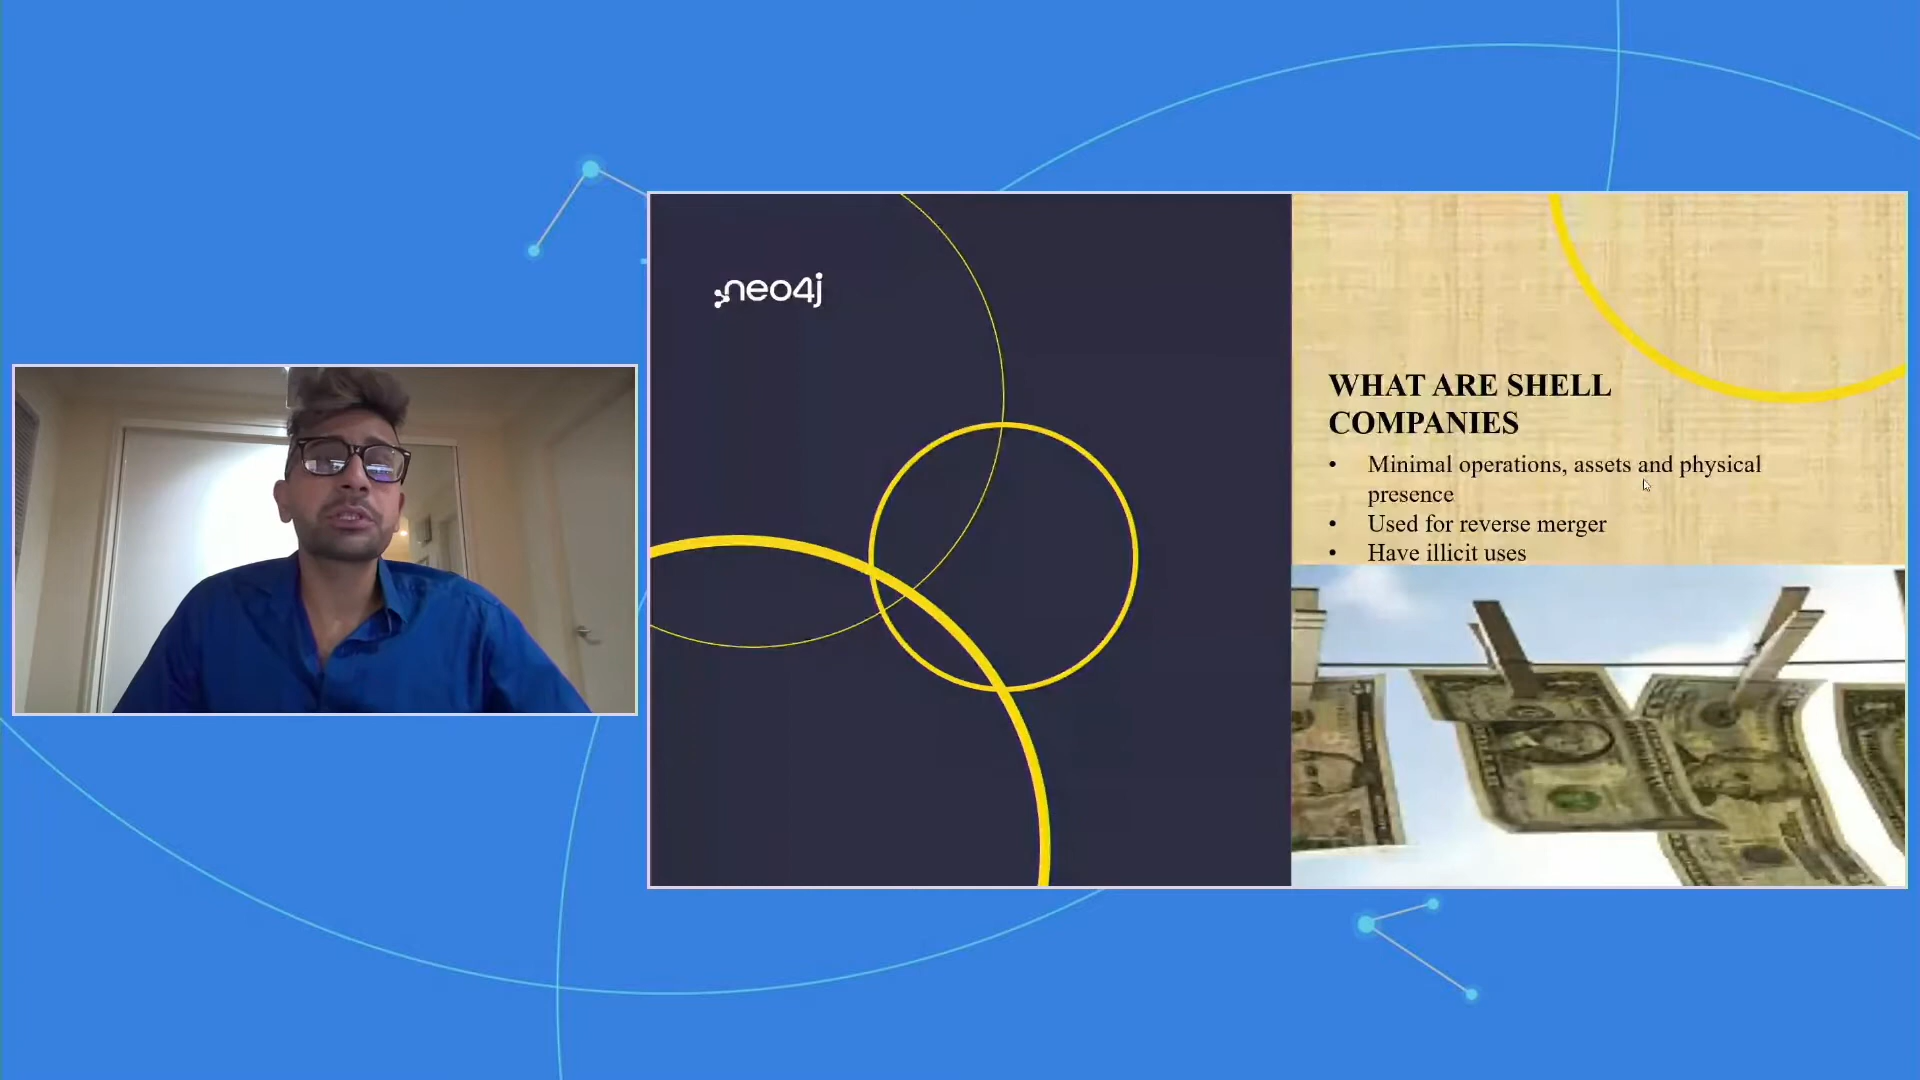 neo4j
WHAT ARE SHELL
COMPANIES
• Minimal operations, assets and physical
presence
• Used for reverse merger
• Have illicit uses